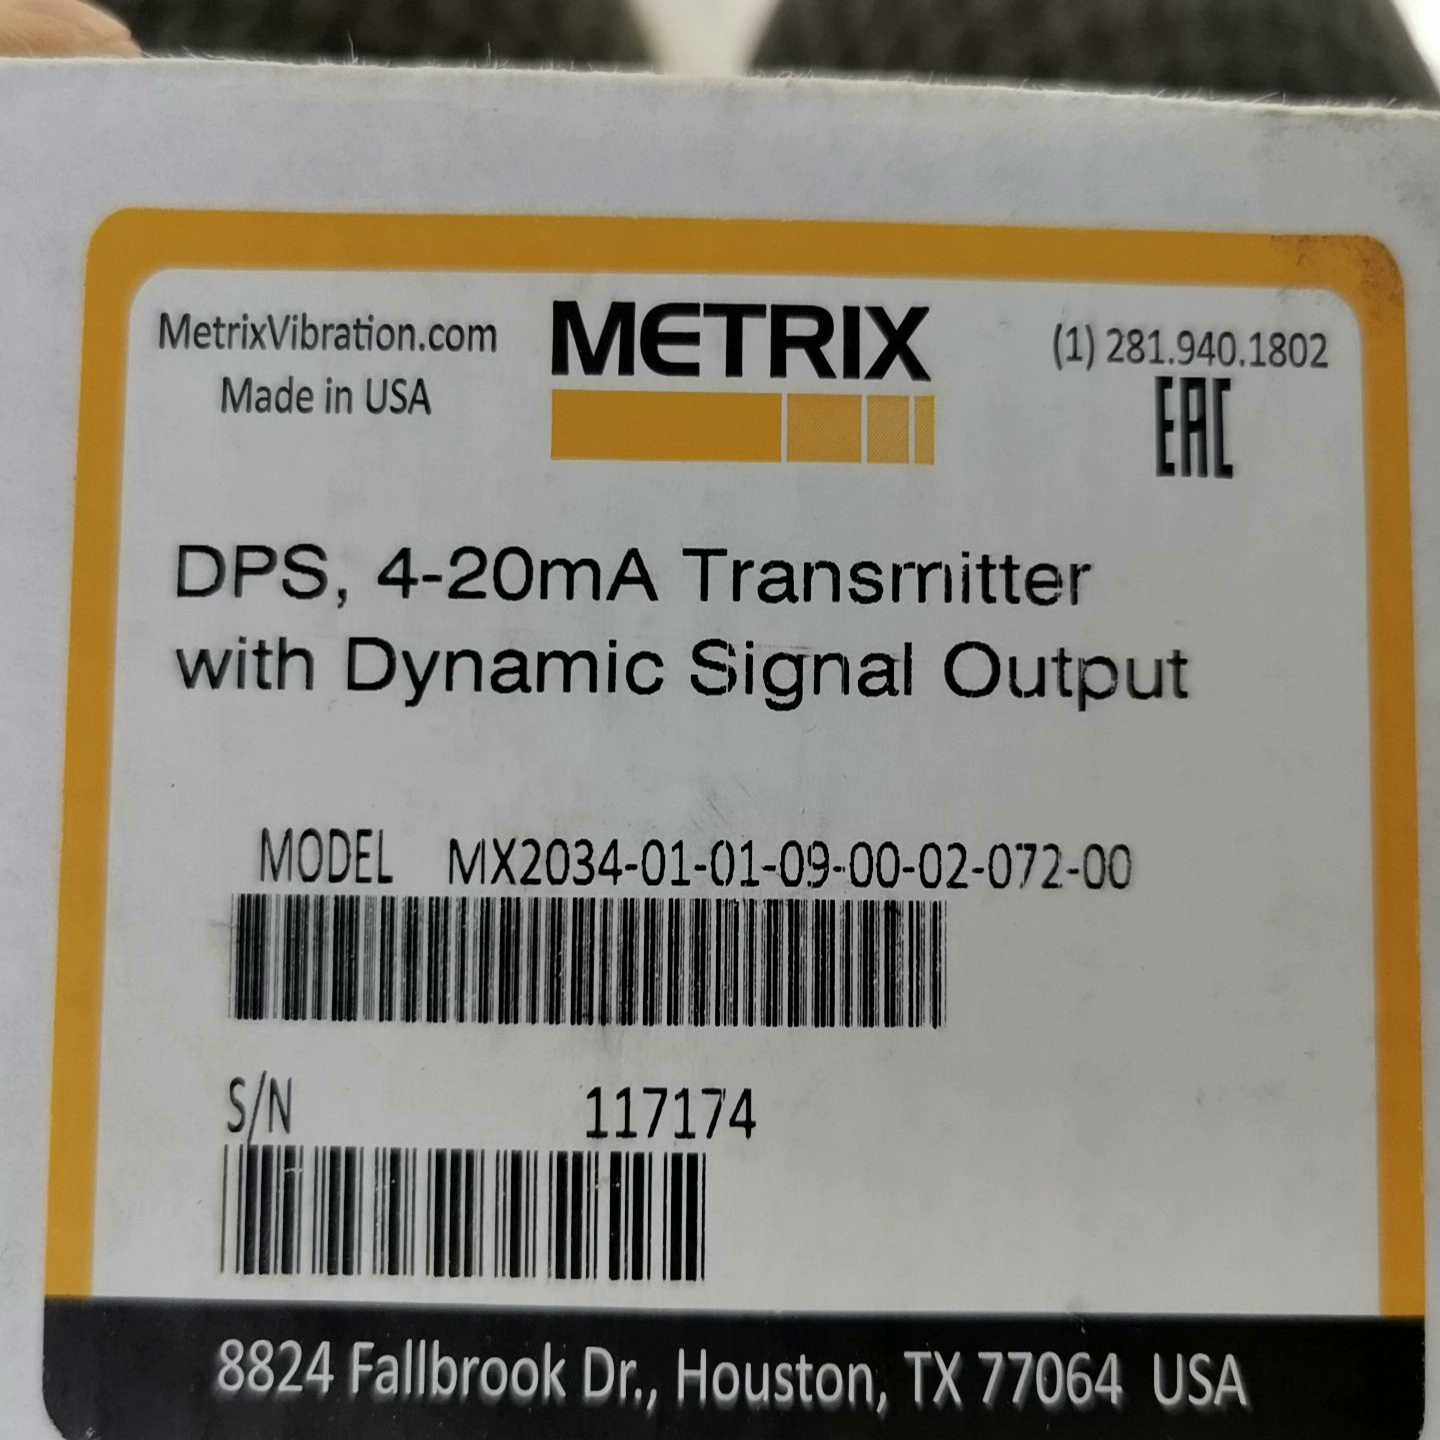 MetrixVibration.com
Made in USA
METRIX
(1) 281.940.1802
EAC
DPS, 4-20mA Transmitter
with Dynamic Signal Output
MODEL MX2034-01-01-09-00-02-072-00
S/N 117174
8824 Fallbrook Dr., Houston, TX 77064 USA